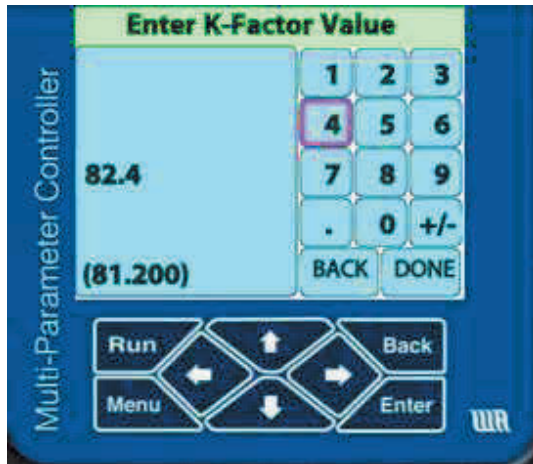 Enter K-Factor Value
1 2 3
4 5 6
82.4
7 8 9
. 0 +/-
(81.200)
BACK DONE
Multi-Parameter Controller
Run
Back
Menu
Enter